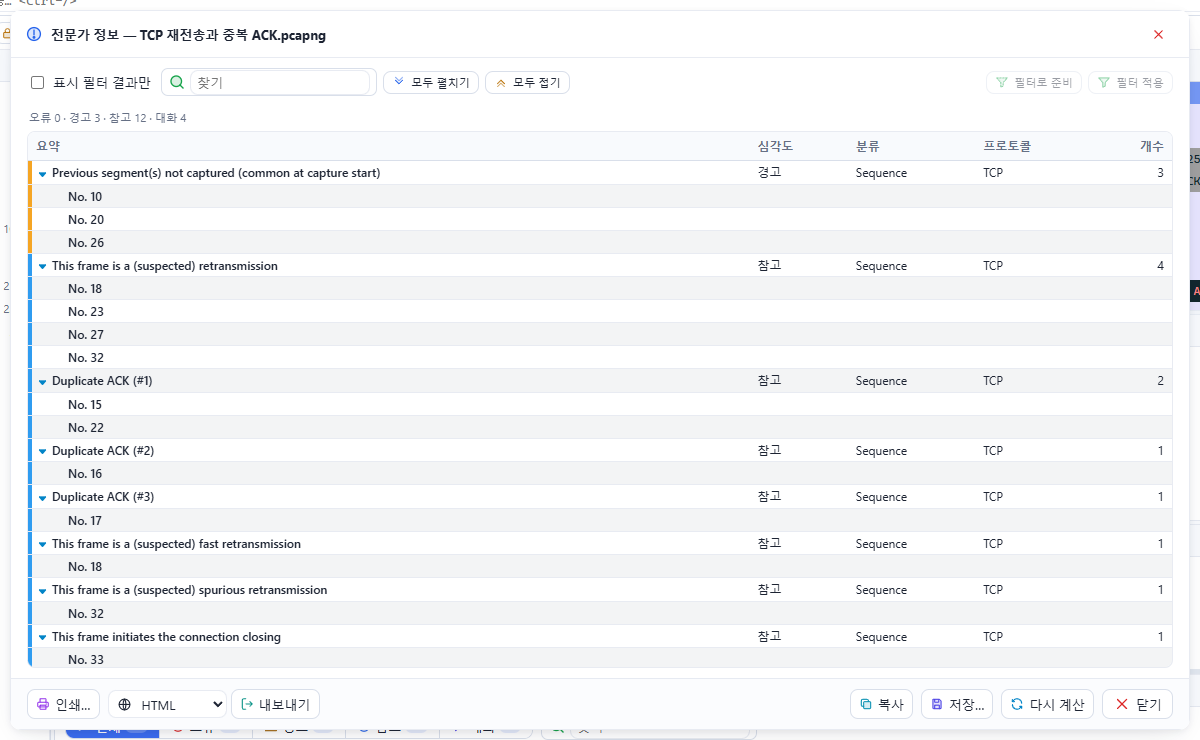 전문가 정보 — TCP 재전송과 중복 ACK.pcapng
표시 필터 결과만 찾기 모두 펼치기 모두 접기 필터로 준비 필터 적용
오류 0 · 경고 3 · 참고 12 · 대화 4
요약 심각도 분류 프로토콜 개수
Previous segment(s) not captured (common at capture start) 경고 Sequence TCP 3
No. 10
No. 20
No. 26
This frame is a (suspected) retransmission 참고 Sequence TCP 4
No. 18
No. 23
No. 27
No. 32
Duplicate ACK (#1) 참고 Sequence TCP 2
No. 15
No. 22
Duplicate ACK (#2) 참고 Sequence TCP 1
No. 16
Duplicate ACK (#3) 참고 Sequence TCP 1
No. 17
This frame is a (suspected) fast retransmission 참고 Sequence TCP 1
No. 18
This frame is a (suspected) spurious retransmission 참고 Sequence TCP 1
No. 32
This frame initiates the connection closing 참고 Sequence TCP 1
No. 33
인쇄... HTML 내보내기 복사 저장... 다시 계산 닫기